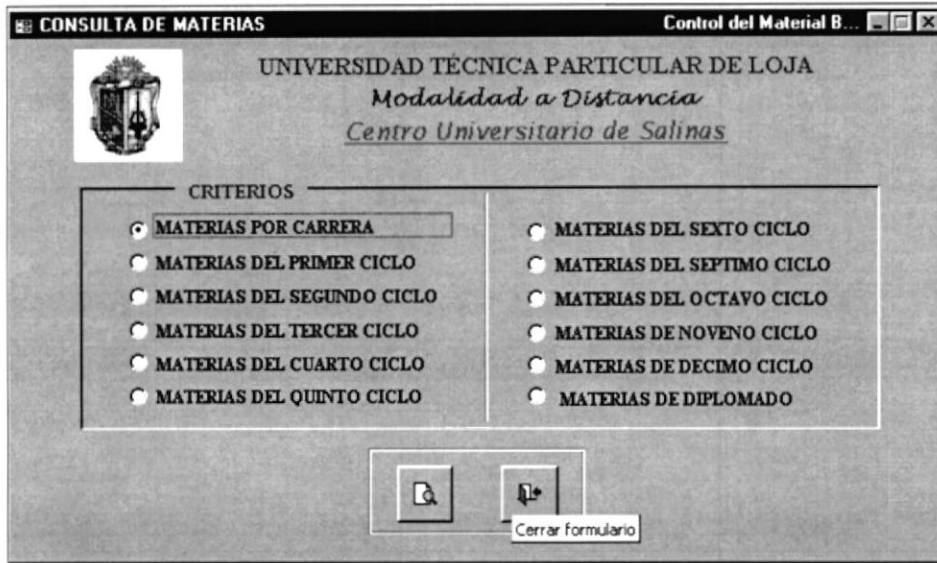 CONSULTA DE MATERIAS Control del Material B...
UNIVERSIDAD TÉCNICA PARTICULAR DE LOJA
Modalidad a Distancia
Centro Universitario de Salinas
CRITERIOS
MATERIAS POR CARRERA
MATERIAS DEL PRIMER CICLO
MATERIAS DEL SEGUNDO CICLO
MATERIAS DEL TERCER CICLO
MATERIAS DEL CUARTO CICLO
MATERIAS DEL QUINTO CICLO
MATERIAS DEL SEXTO CICLO
MATERIAS DEL SEPTIMO CICLO
MATERIAS DEL OCTAVO CICLO
MATERIAS DE NOVENO CICLO
MATERIAS DE DECIMO CICLO
MATERIAS DE DIPLOMADO
Cerrar formulario